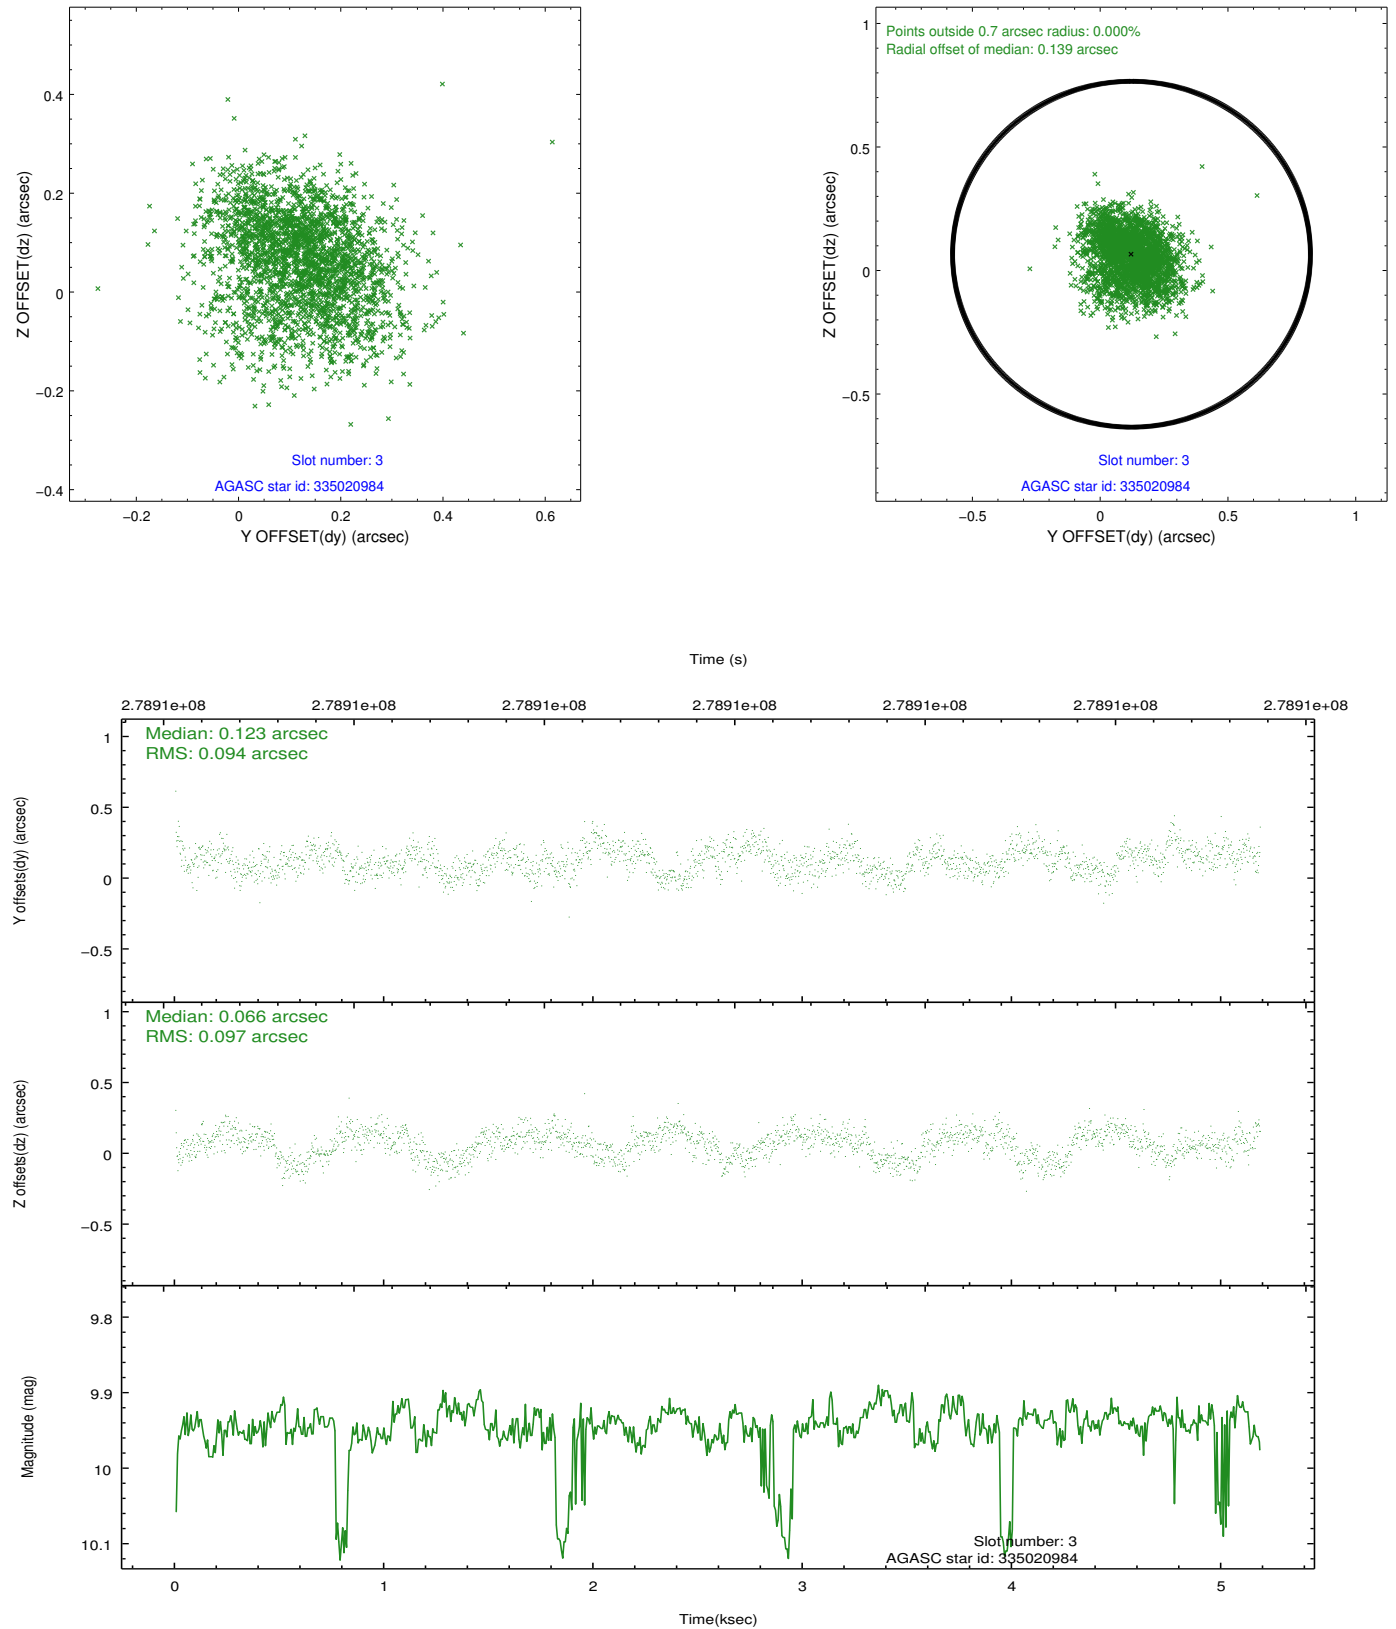 0.4
0.2
0
−0.2
−0.4
Z OFFSET(dz) (arcsec)
Slot number: 3
AGASC star id: 335020984
−0.2
0
0.2
0.4
0.6
Y OFFSET(dy) (arcsec)
Points outside 0.7 arcsec radius: 0.000%
Radial offset of median: 0.139 arcsec
1
0.5
0
−0.5
Z OFFSET(dz) (arcsec)
Slot number: 3
AGASC star id: 335020984
−0.5
0
0.5
1
Y OFFSET(dy) (arcsec)
Time (s)
2.7891e+08
2.7891e+08
2.7891e+08
2.7891e+08
2.7891e+08
2.7891e+08
2.7891e+08
Median: 0.123 arcsec
RMS: 0.094 arcsec
1
0.5
0
−0.5
Y offsets(dy) (arcsec)
Median: 0.066 arcsec
RMS: 0.097 arcsec
1
0.5
0
−0.5
Z offsets(dz) (arcsec)
9.8
9.9
10
10.1
Magnitude (mag)
Slot number: 3
AGASC star id: 335020984
0
1
2
3
4
5
Time(ksec)